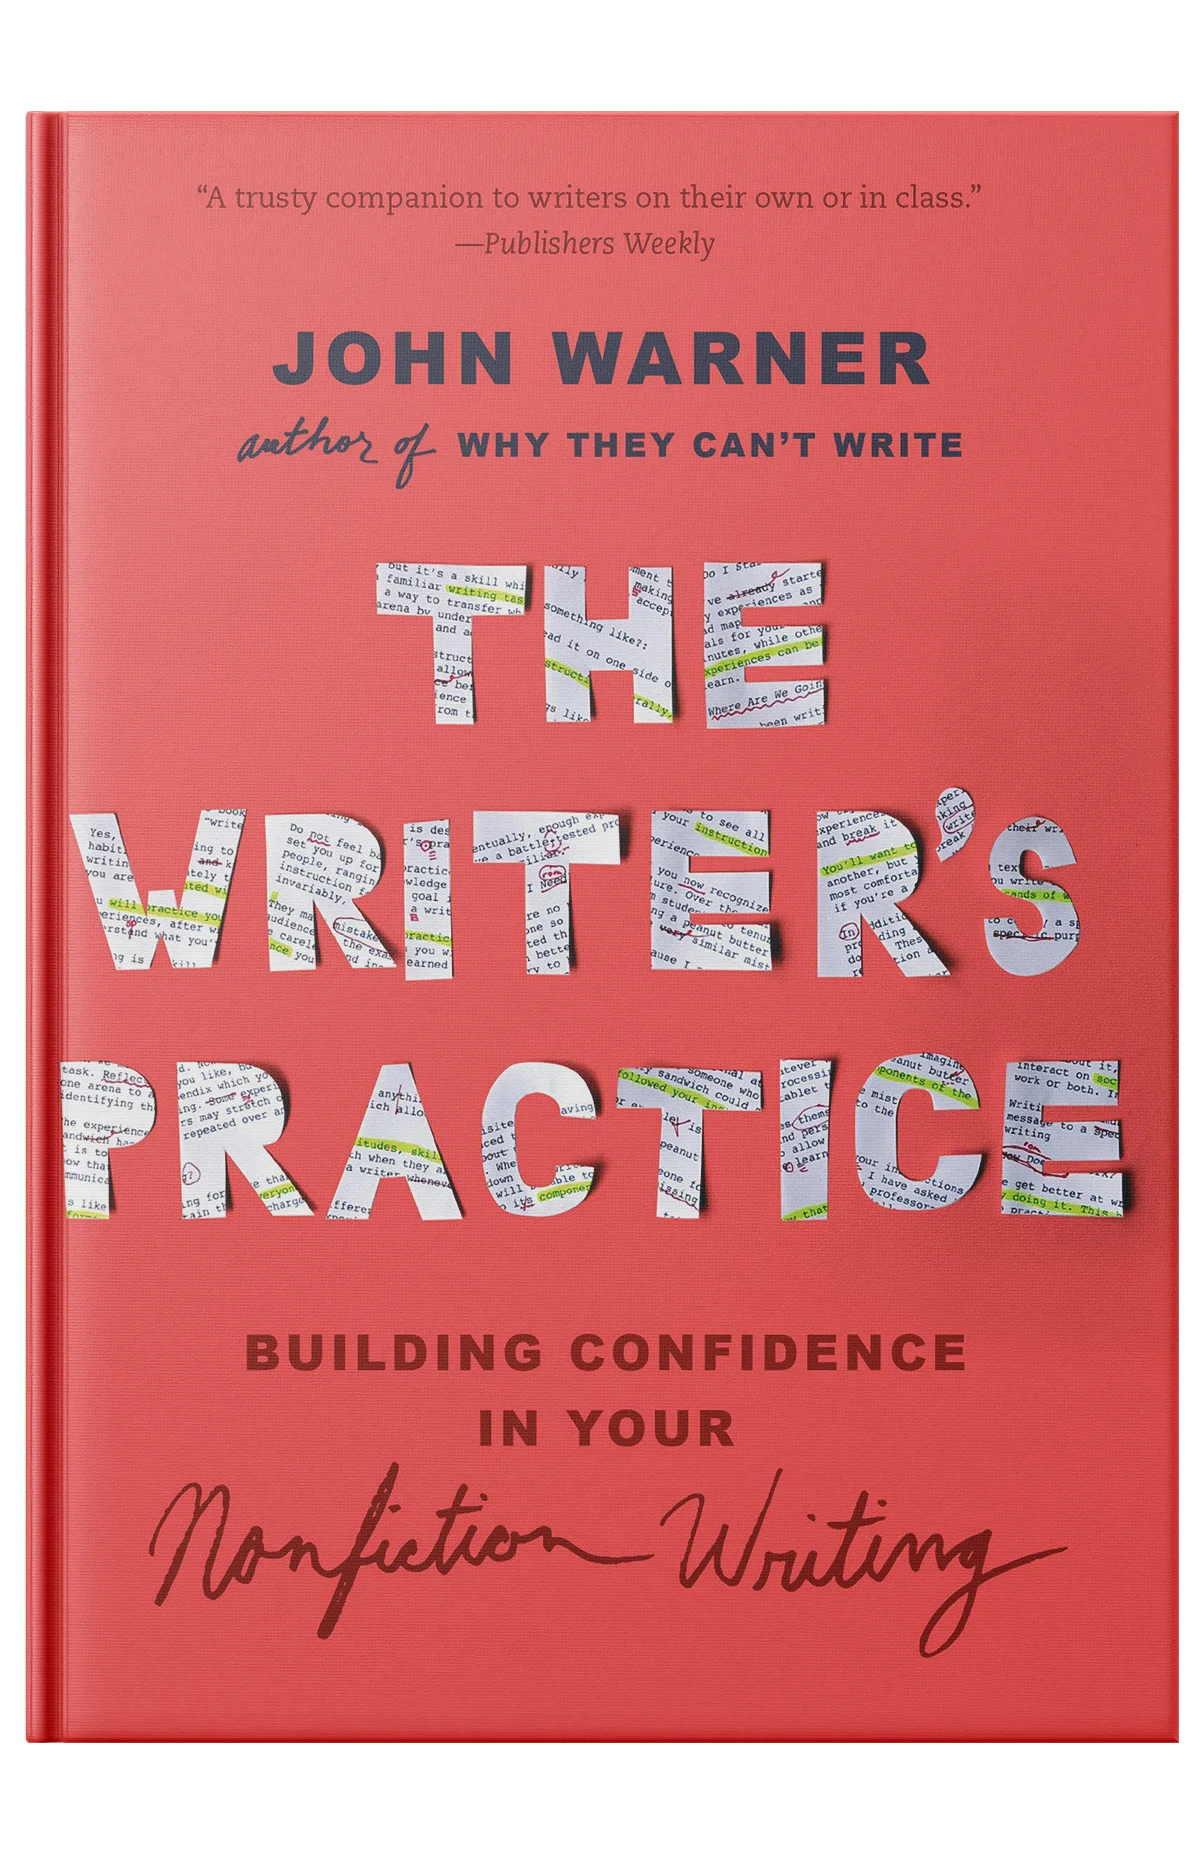 “A trusty companion to writers on their own or in class.”
—Publishers Weekly
JOHN WARNER
author of WHY THEY CAN’T WRITE
THE
WRITER’S
PRACTICE
BUILDING CONFIDENCE
IN YOUR
Nonfiction Writing